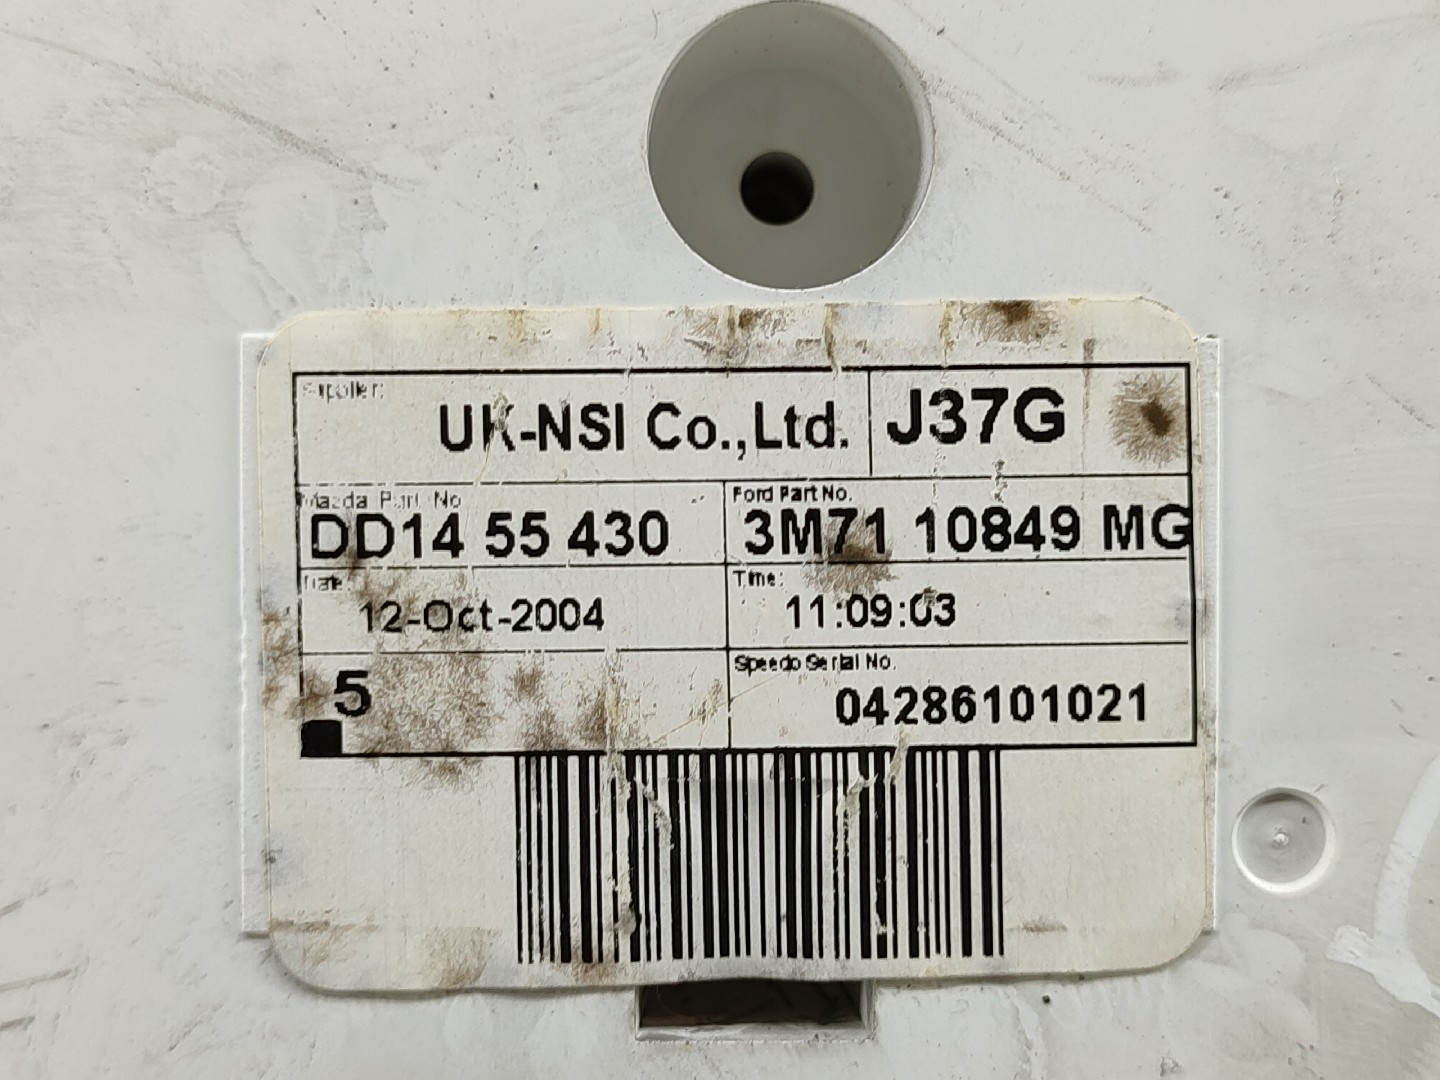 Supplier:
UK-NSI Co.,Ltd.
J37G
Mazda Part No
DD14 55 430
Ford Part No.
3M71 10849 MG
Date:
12-Oct-2004
Time:
11:09:03
5
Speedo Serial No.
04286101021